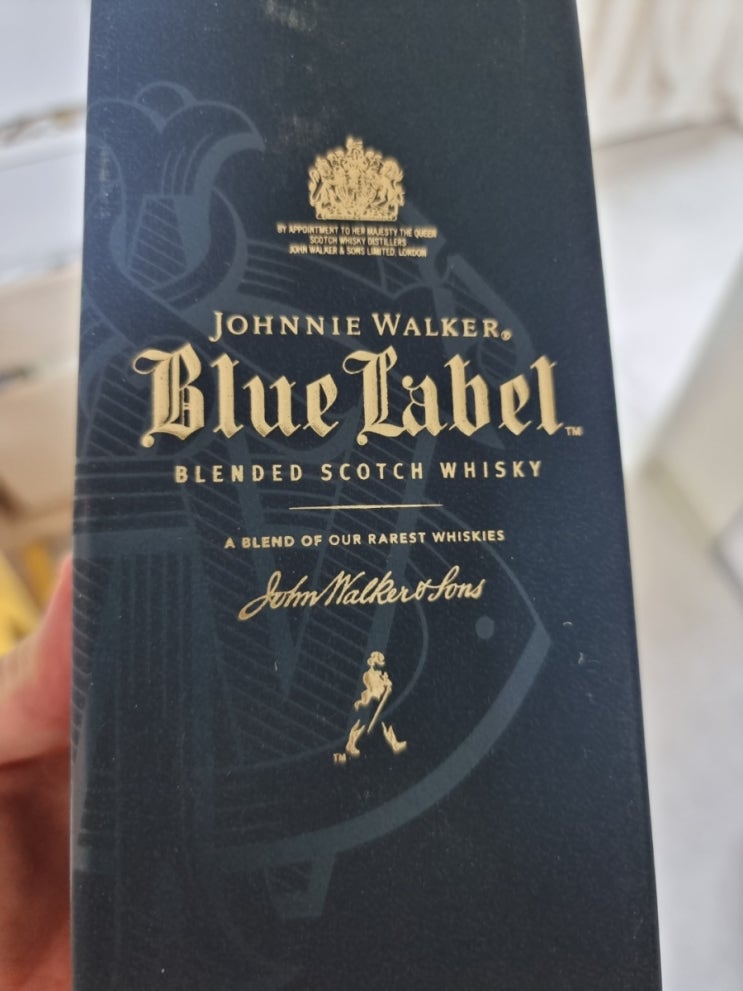 BY APPOINTMENT TO HER MAJESTY THE QUEEN
SCOTCH WHISKY DISTILLERS
JOHN WALKER & SONS LIMITED, LONDON
JOHNNIE WALKER®
Blue Label™
BLENDED SCOTCH WHISKY
A BLEND OF OUR RAREST WHISKIES
John Walker & Sons
TM